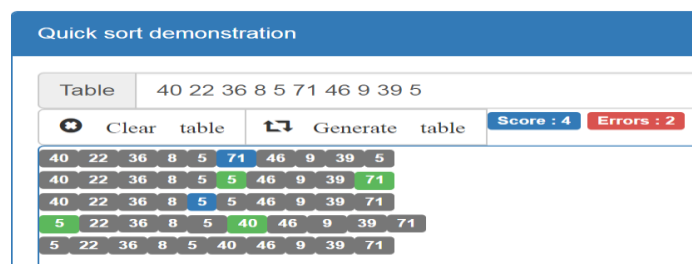 Quick sort demonstration
Table 40 22 36 8 5 71 46 9 39 5
Clear table Generate table Score : 4 Errors : 2
40 22 36 8 5 71 46 9 39 5
40 22 36 8 5 5 46 9 39 71
40 22 36 8 5 5 46 9 39 71
5 22 36 8 5 40 46 9 39 71
5 22 36 8 5 40 46 9 39 71